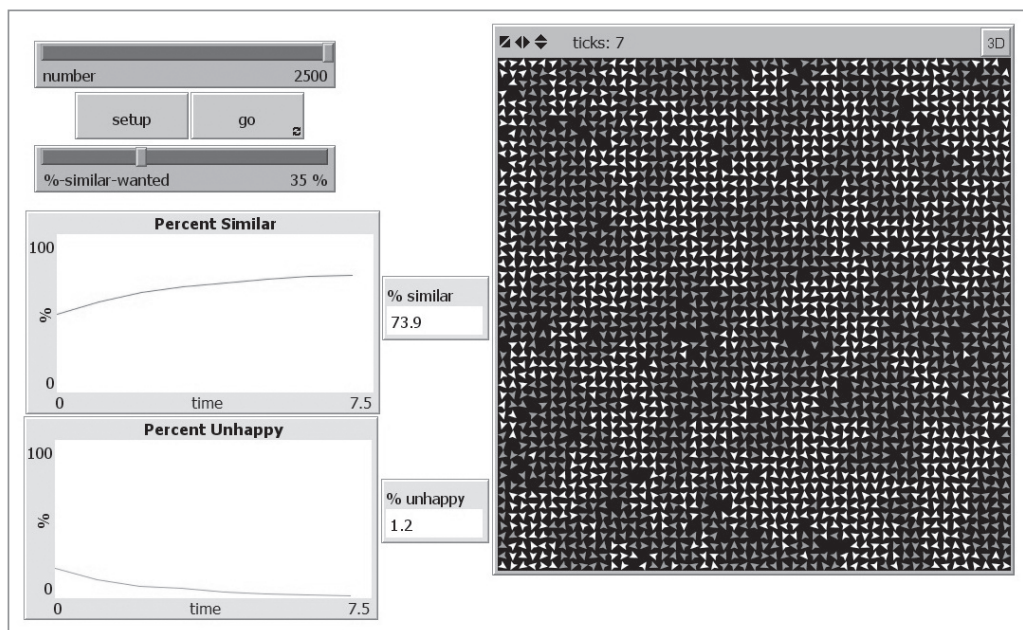 number 2500
setup go
%-similar-wanted 35 %
Percent Similar
100
%
0
0 time 7.5
% similar
73.9
Percent Unhappy
100
%
0
0 time 7.5
% unhappy
1.2
ticks: 7 3D